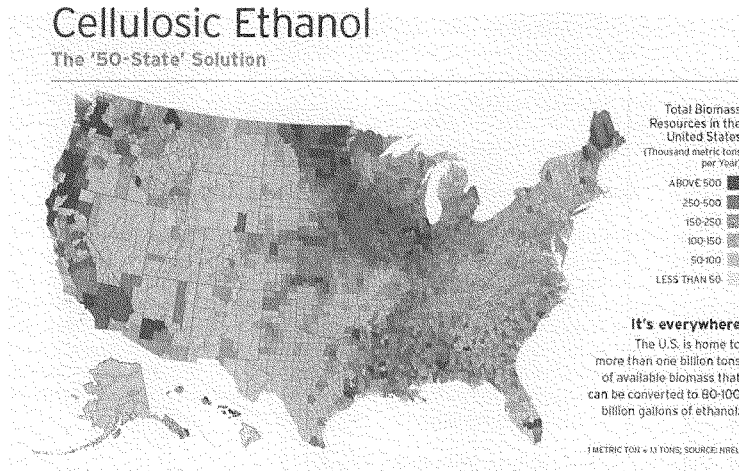 Cellulosic Ethanol
The '50-State' Solution
Total Biomass
Resources in the
United States
(Thousand metric tons
per Year)
ABOVE 500
250-500
150-250
100-150
50-100
LESS THAN 50
It's everywhere
The U.S. is home to
more than one billion tons
of available biomass that
can be converted to 80-100
billion gallons of ethanol.
1 METRIC TON = 1.1 TONS; SOURCE: NREL